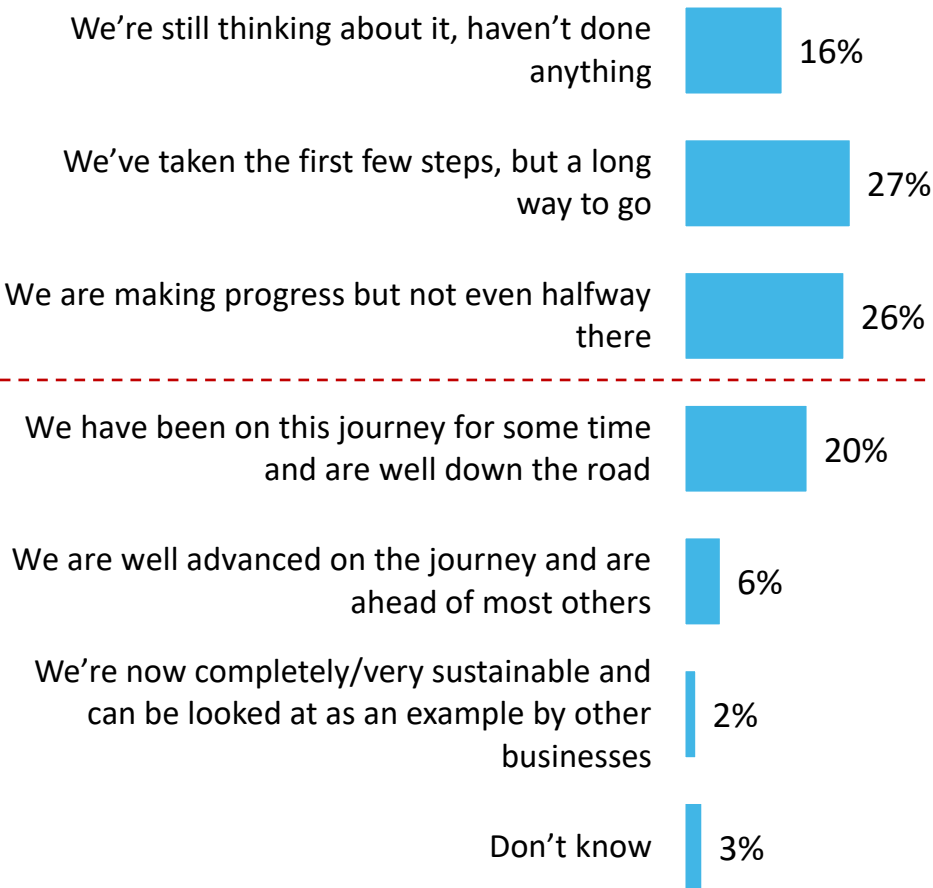 We’re still thinking about it, haven’t done
anything
16%
We’ve taken the first few steps, but a long
way to go
27%
We are making progress but not even halfway
there
26%
We have been on this journey for some time
and are well down the road
20%
We are well advanced on the journey and are
ahead of most others
6%
We’re now completely/very sustainable and
can be looked at as an example by other
businesses
2%
Don’t know
3%